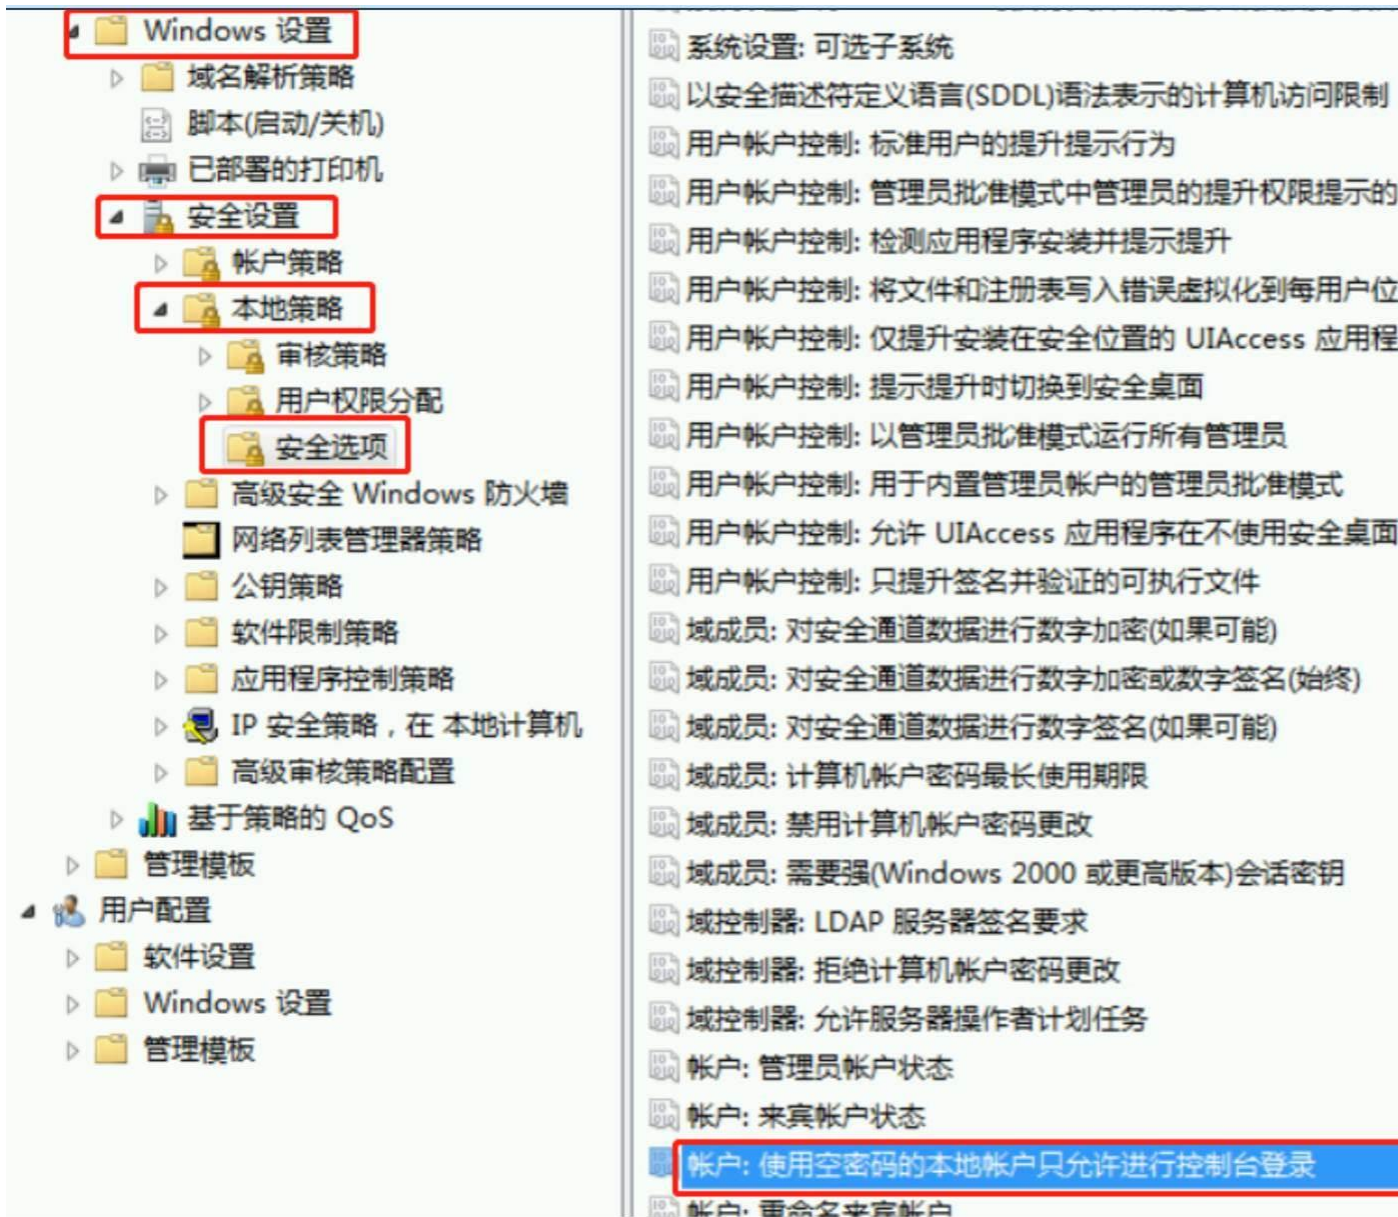 Windows 设置
域名解析策略
脚本(启动/关机)
已部署的打印机
安全设置
帐户策略
本地策略
审核策略
用户权限分配
安全选项
高级安全 Windows 防火墙
网络列表管理器策略
公钥策略
软件限制策略
应用程序控制策略
IP 安全策略，在 本地计算机
高级审核策略配置
基于策略的 QoS
管理模板
用户配置
软件设置
Windows 设置
管理模板
系统设置: 可选子系统
以安全描述符定义语言(SDDL)语法表示的计算机访问限制
用户帐户控制: 标准用户的提升提示行为
用户帐户控制: 管理员批准模式中管理员的提升权限提示的
用户帐户控制: 检测应用程序安装并提示提升
用户帐户控制: 将文件和注册表写入错误虚拟化到每用户位
用户帐户控制: 仅提升安装在安全位置的 UIAccess 应用程
用户帐户控制: 提示提升时切换到安全桌面
用户帐户控制: 以管理员批准模式运行所有管理员
用户帐户控制: 用于内置管理员帐户的管理员批准模式
用户帐户控制: 允许 UIAccess 应用程序在不使用安全桌面
用户帐户控制: 只提升签名并验证的可执行文件
域成员: 对安全通道数据进行数字加密(如果可能)
域成员: 对安全通道数据进行数字加密或数字签名(始终)
域成员: 对安全通道数据进行数字签名(如果可能)
域成员: 计算机帐户密码最长使用期限
域成员: 禁用计算机帐户密码更改
域成员: 需要强(Windows 2000 或更高版本)会话密钥
域控制器: LDAP 服务器签名要求
域控制器: 拒绝计算机帐户密码更改
域控制器: 允许服务器操作者计划任务
帐户: 管理员帐户状态
帐户: 来宾帐户状态
帐户: 使用空密码的本地帐户只允许进行控制台登录
帐户: 重命名来宾帐户